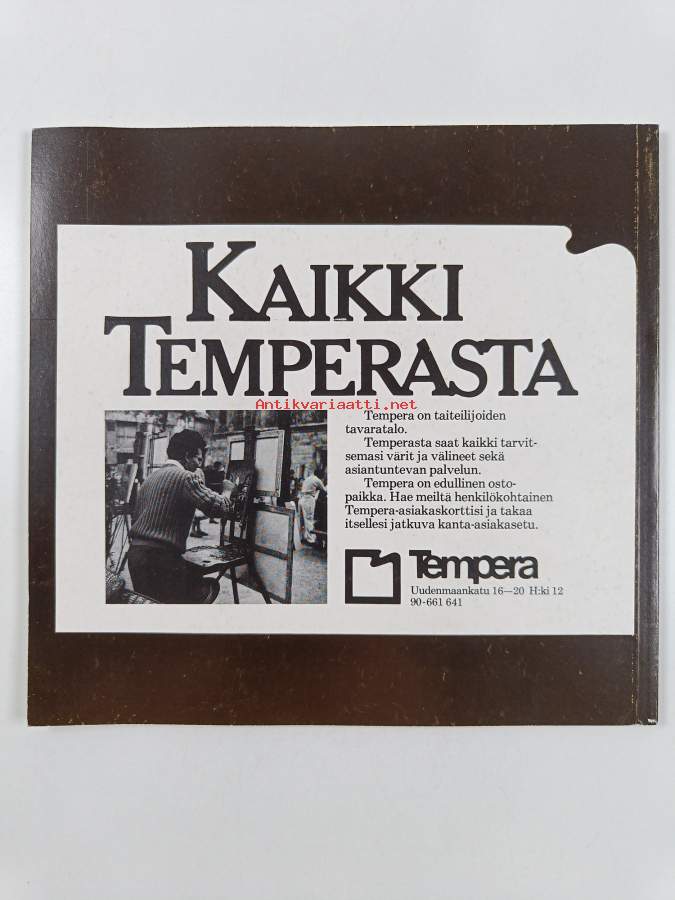 KAIKKI
TEMPERASTA
Antikvariaatti.net
Tempera on taiteilijoiden
tavaratalo.
Temperasta saat kaikki tarvit-
semasi värit ja välineet sekä
asiantuntevan palvelun.
Tempera on edullinen osto-
paikka. Hae meiltä henkilökohtainen
Tempera-asiakaskorttisi ja takaa
itsellesi jatkuva kanta-asiakasetu.
Tempera
Uudenmaankatu 16—20 H:ki 12
90-661 641